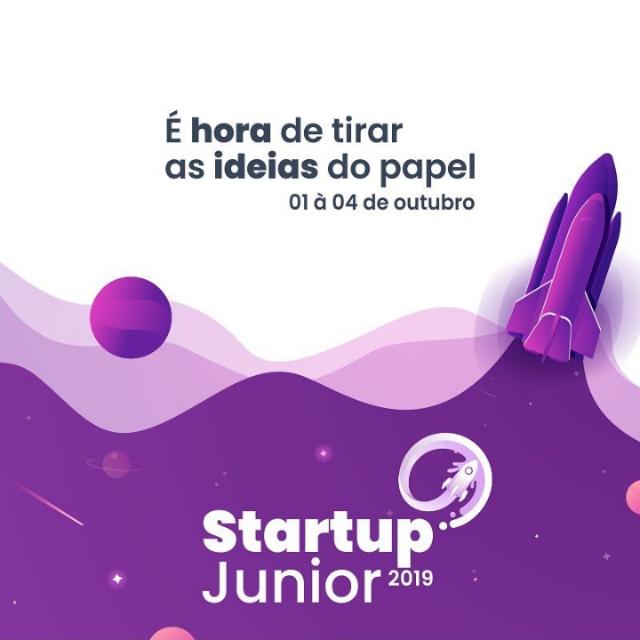 É hora de tirar
as ideias do papel
01 à 04 de outubro
Startup
Junior 2019